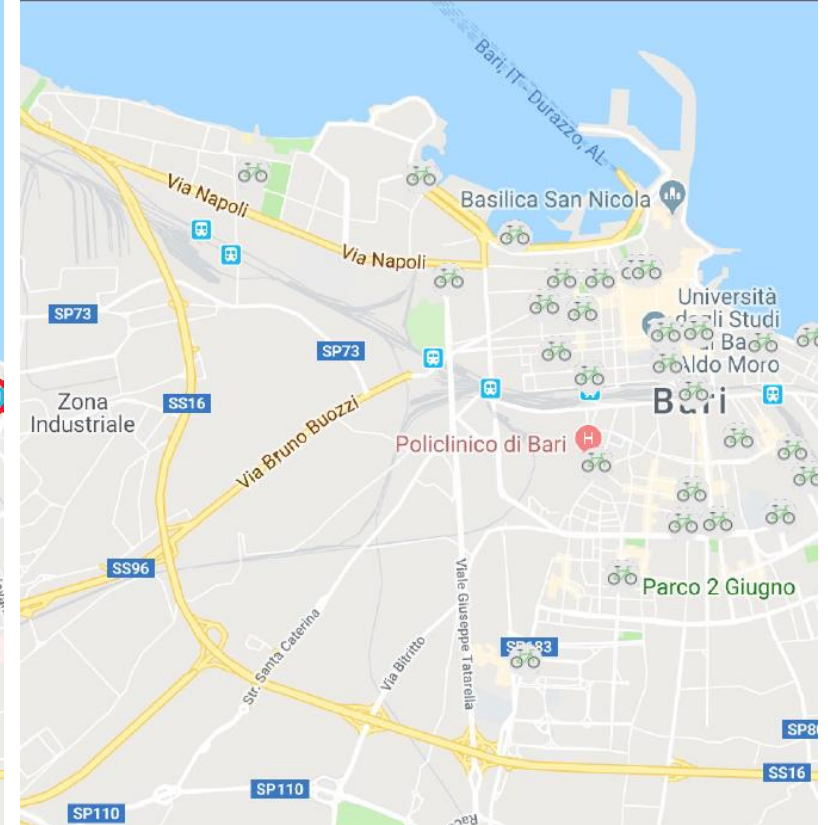 Bari, IT - Durazzo, AL
Via Napoli
Basilica San Nicola
Via Napoli
Università
degli Studi
di Ba
Aldo Moro
SP73
SP73
Zona
Industriale
SS16
Bari
Via Bruno Buozzi
Policlinico di Bari
H
SS96
Viale Giuseppe Tatarella
Parco 2 Giugno
Str. Santa Caterina
Via Bitritto
SP8
SS16
SP110
SP110